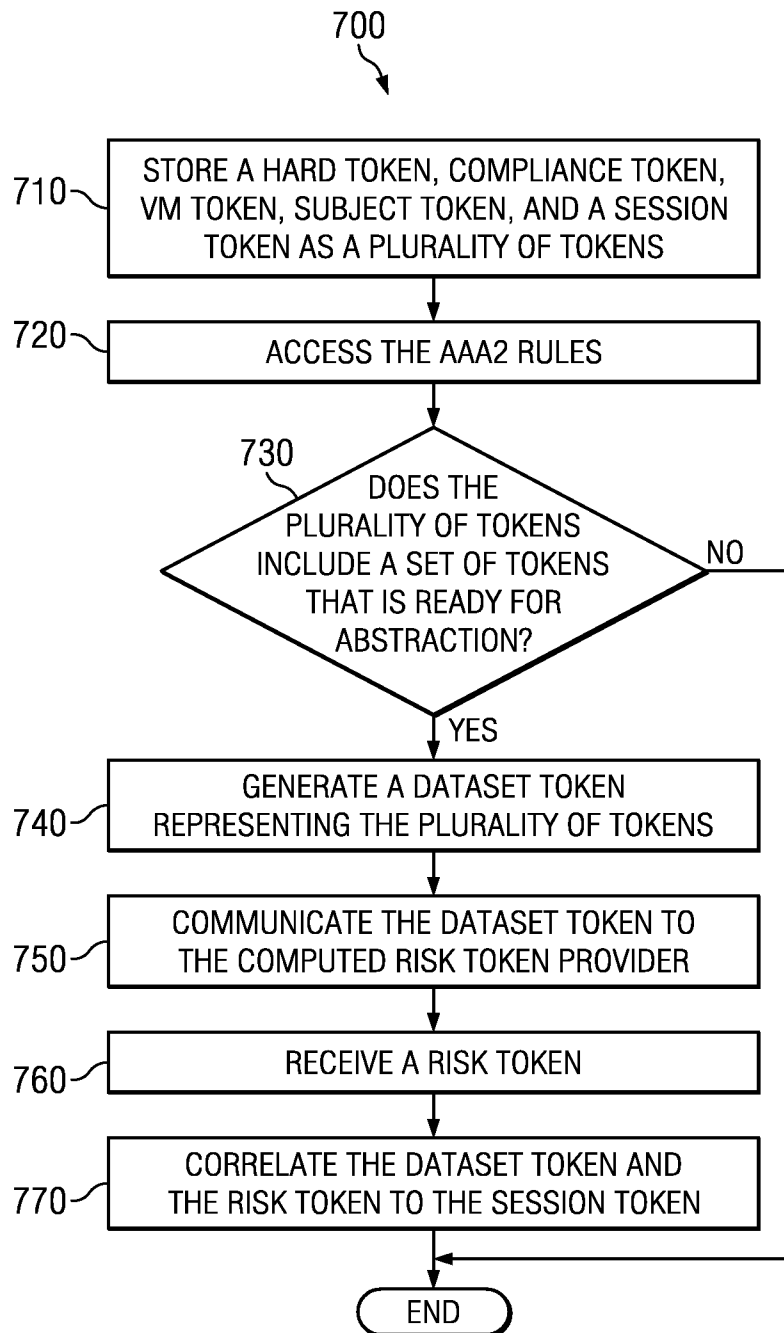 700
710
STORE A HARD TOKEN, COMPLIANCE TOKEN,
VM TOKEN, SUBJECT TOKEN, AND A SESSION
TOKEN AS A PLURALITY OF TOKENS
720
ACCESS THE AAA2 RULES
730
DOES THE
PLURALITY OF TOKENS
INCLUDE A SET OF TOKENS
THAT IS READY FOR
ABSTRACTION?
NO
YES
740
GENERATE A DATASET TOKEN
REPRESENTING THE PLURALITY OF TOKENS
750
COMMUNICATE THE DATASET TOKEN TO
THE COMPUTED RISK TOKEN PROVIDER
760
RECEIVE A RISK TOKEN
770
CORRELATE THE DATASET TOKEN AND
THE RISK TOKEN TO THE SESSION TOKEN
END